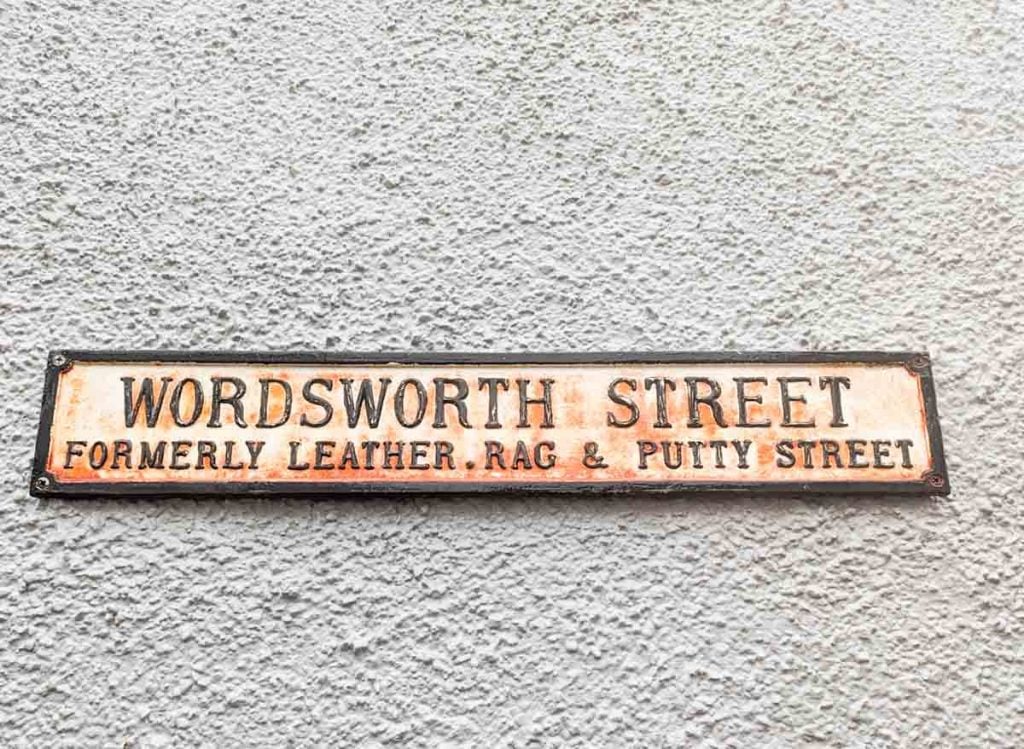 WORDSWORTH STREET
FORMERLY LEATHER. RAG & PUTTY STREET